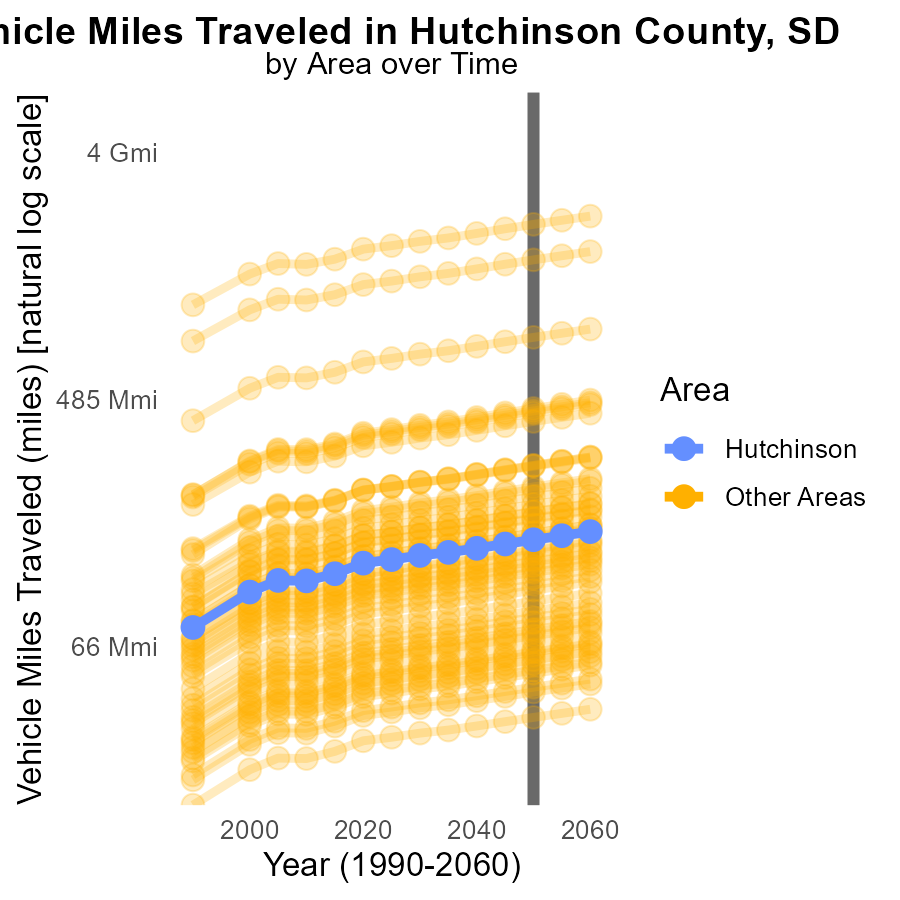 hicle Miles Traveled in Hutchinson County, SD
by Area over Time
Vehicle Miles Traveled (miles) [natural log scale]
4 Gmi
485 Mmi
66 Mmi
2000 2020 2040 2060
Year (1990-2060)
Area
Hutchinson
Other Areas